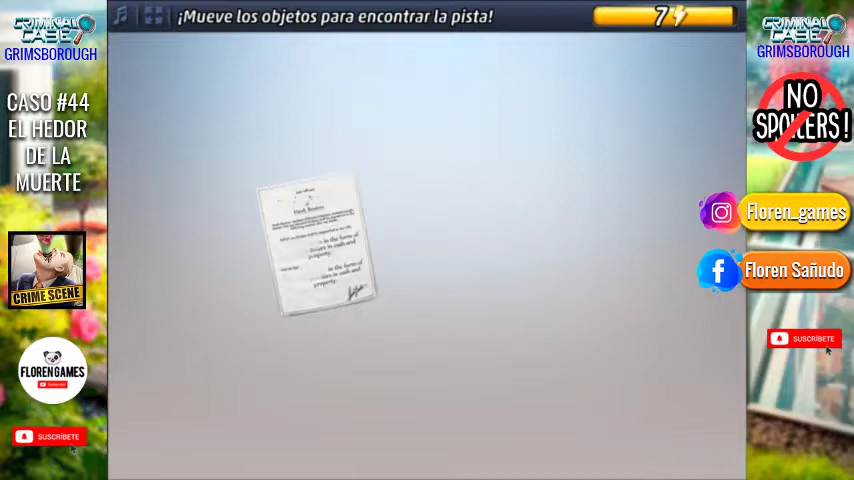 ¡Mueve los objetos para encontrar la pista!
7
CRIMINAL CASE
GRIMSBOROUGH
CASO #44
EL HEDOR
DE LA
MUERTE
CRIME SCENE
FLOREN GAMES
SUSCRÍBETE
in the form of
in cash and
property.
in the form of
in cash and
property.
CRIMINAL CASE
GRIMSBOROUGH
NO
SPOILERS!
Floren_games
Floren Sañudo
SUSCRÍBETE